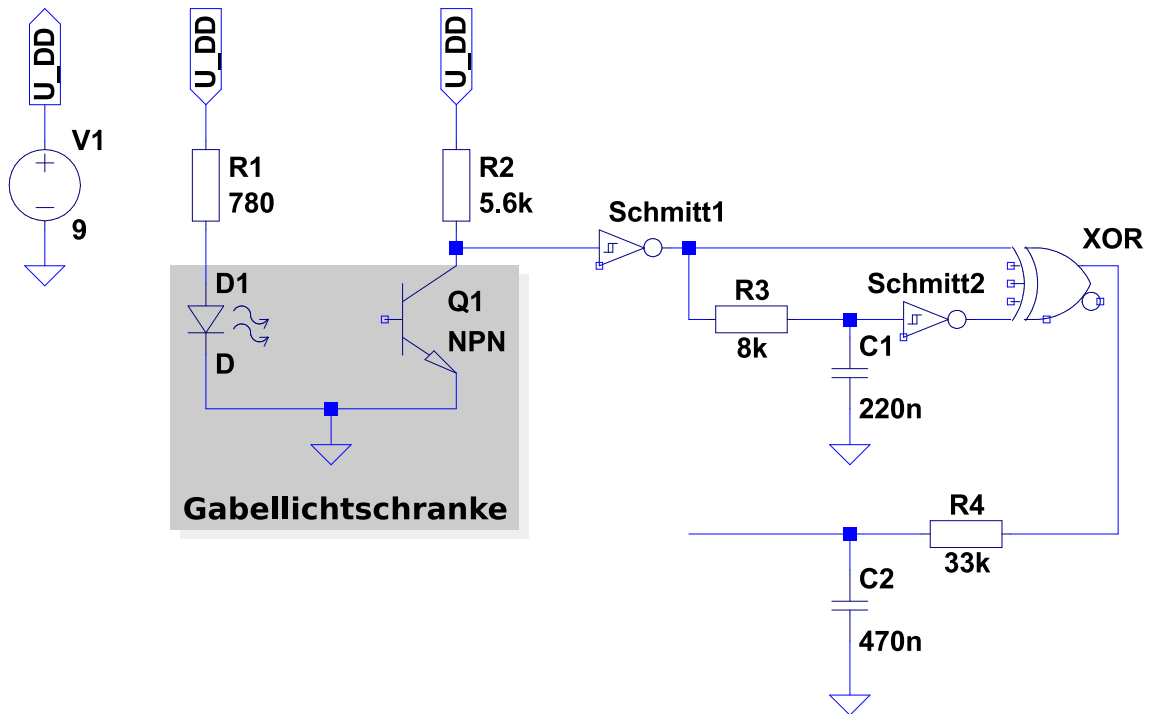 U_DD
U_DD
U_DD
V1
9
R1
780
R2
5.6k
Schmitt1
XOR
D1
D
Q1
NPN
R3
8k
Schmitt2
C1
220n
Gabellichtschranke
R4
33k
C2
470n